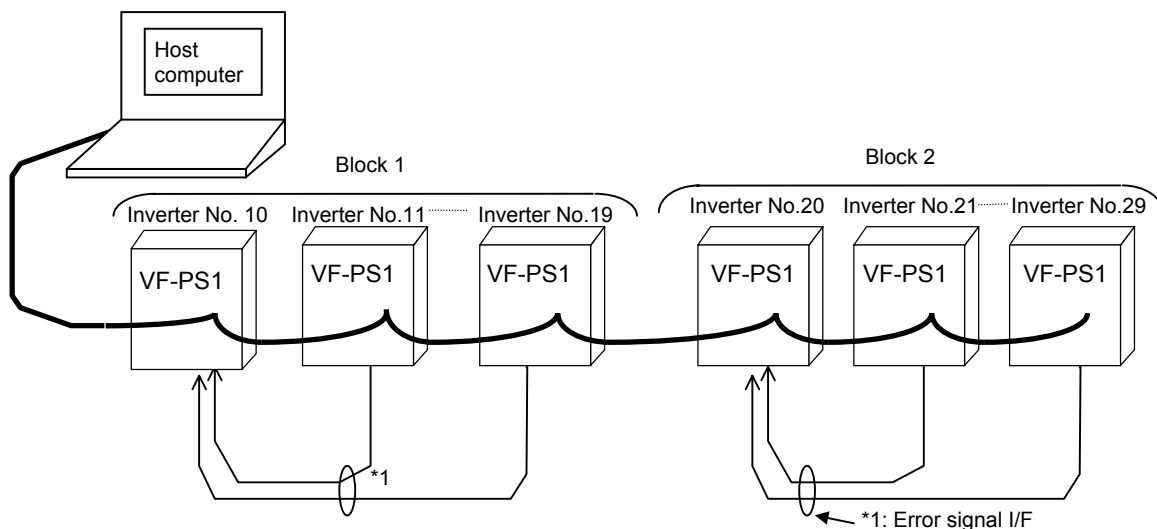 Host
computer
Block 1
Block 2
Inverter No. 10
Inverter No.11
Inverter No.19
Inverter No.20
Inverter No.21
Inverter No.29
VF-PS1
VF-PS1
VF-PS1
VF-PS1
VF-PS1
VF-PS1
*1
*1: Error signal I/F